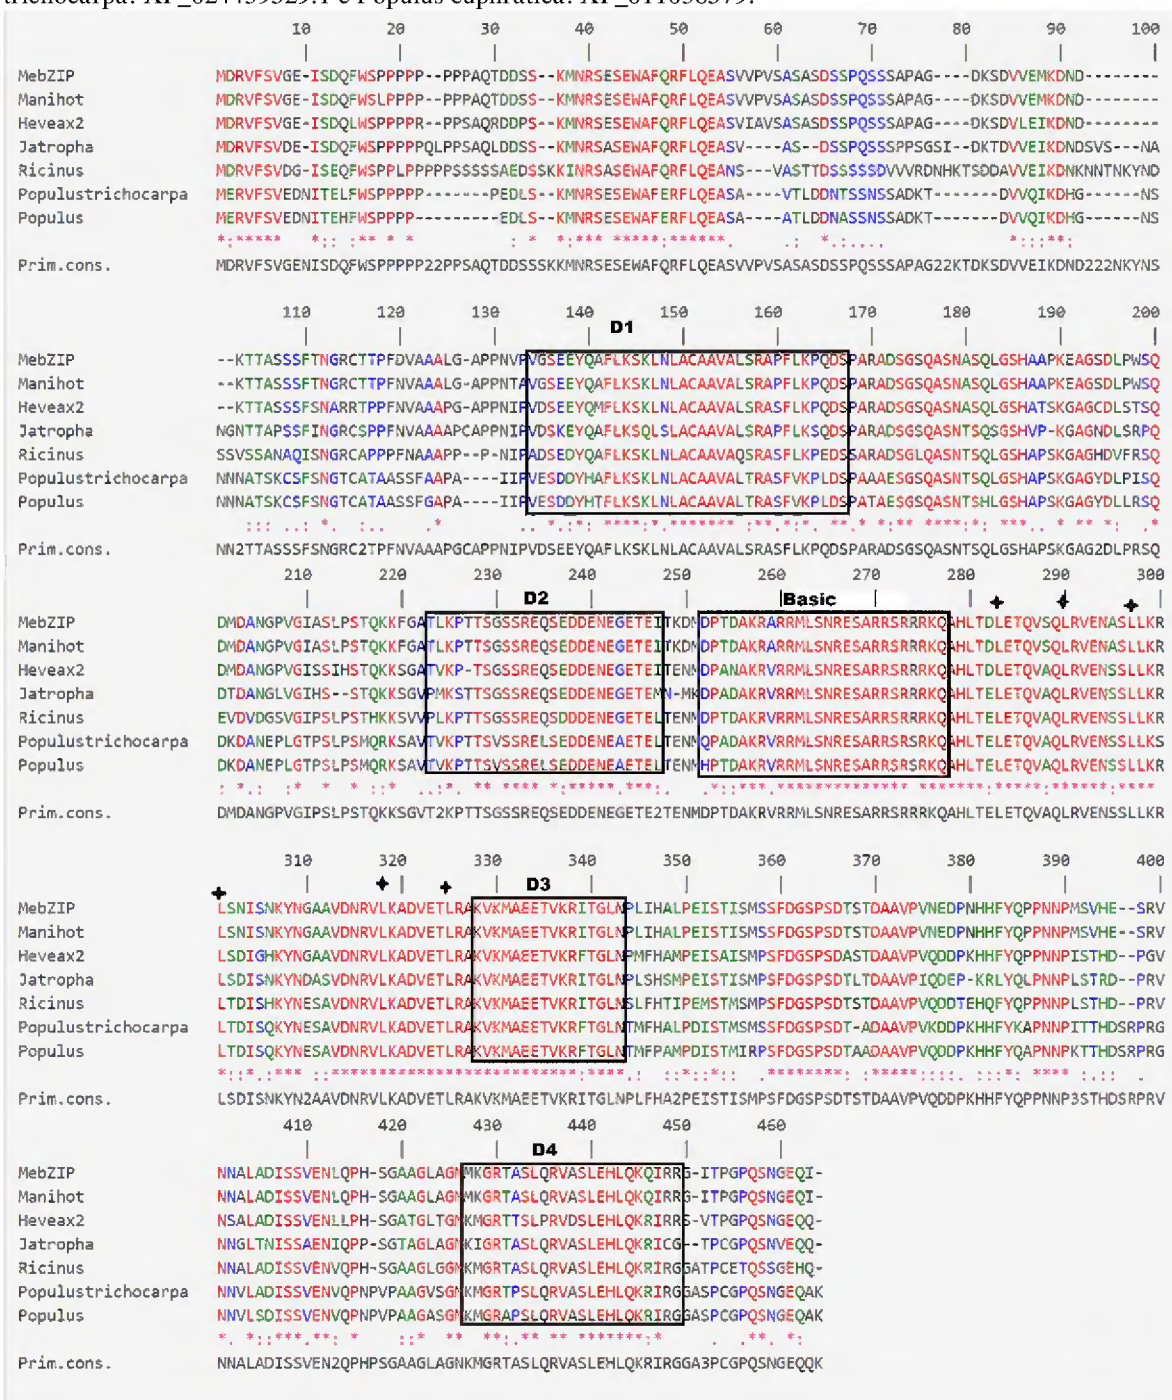 trichocarpa: XP_024459329.1 e Populus euphratica: XP_011038379.
10 20 30 40 50 60 70 80 90 100
MebZIP MDRVFSVGE-ISDQFWSPPPPP--PPPAQTDDSS--KMNRSESEWAFQRFLQEASVVPVSASASDSSPQSSSAPAG----DKSDVVEMKDND--------
Manihot MDRVFSVGE-ISDQFWSLPPPP--PPPAQTDDSS--KMNRSESEWAFQRFLQEASVVPVSASASDSSPQSSSAPAG----DKSDVVEMKDND--------
Heveax2 MDRVFSVGE-ISDQLWSPPPPR--PPSAQRDDPS--KMNRSESEWAFQRFLQEASVIAVSASASDSSPQSSSAPAG----DKSDVLEIKDND--------
Jatropha MDRVFSVDE-ISDQFWSPPPPPQLPPSAQLDDSS--KMNRSASEWAFQRFLQEASV----AS--DSSPQSSSPPSGSI--DKTDVVEIKDNDSVS---NA
Ricinus MDRVFSVDG-ISEQFWSPPLPPPPPSSSSSAEDSSKKINRSASEWAFQRFLQEANS---VASTTDSSSSSDVVVRDNHKTSDDAVVEIKDNKNNTNKYND
Populustrichocarpa MERVFSVEDNITELFWSPPPPP--------PEDLS--KMNRSESEWAFERFLQEASA----VTLDDNTSSNSSADKT------DVVQIKDHG------NS
Populus MERVFSVEDNITEHFWSPPPP---------EDLS--KMNRSESEWAFERFLQEASA----ATLDDNASSNSSADKT-------DVVQIKDHG------NS
Prim.cons. MDRVFSVGENISDQFWSPPPPP22PPSAQTDDSSSKKMNRSESEWAFQRFLQEASVVPVSASASDSSPQSSSAPAG22KTDKSDVVEIKDND222NKYNS
110 120 130 140 150 160 170 180 190 200
D1
MebZIP --KTTASSSFTNGRCTTPFDVAAALG-APPNVPVGSEEYQAFLKSKLNLACAAVALSRAPFLKPQDSPARADSGSQASNASQLGSHAAPKEAGSDLPWSQ
Manihot --KTTASSSFTNGRCTTPFNVAAALG-APPNTAVGSEEYQAFLKSKLNLACAAVALSRAPFLKPQDSPARADSGSQASNASQLGSHAAPKEAGSDLPWSQ
Heveax2 --KTTASSSFSNARRTPPFNVAAAPG-APPNIPVDSEEYQMFLKSKLNLACAAVALSRASFLKPQDSPARADSGSQASNASQLGSHATSKGAGCDLSTSQ
Jatropha NGNTTAPSSFINGRCSPPFNVAAAAPCAPPNIPVDSKEYQAFLKSQLSLACAAVALSRAPFLKSQDSPARADSGSQASNTSQSGSHVP-KGAGNDLSRPQ
Ricinus SSVSSANAQISNGRCAPPPFNAAAPP--P-NIPADSEDYQAFLKSKLNLACAAVAQSRASFLKPEDSSARADSGLQASNTSQLGSHAPSKGAGHDVFRSQ
Populustrichocarpa NNNATSKCSFSNGTCATAASSFAAPA----IIPVESDDYHAFLKSKLNLACAAVALTRASFVKPLDSPAAAESGSQASNTSQLGSHAPSKGAGYDLPISQ
Populus NNNATSKCSFSNGTCATAASSFGAPA----IIPVESDDYHTFLKSKLNLACAAVALTRASFVKPLDSPATAESGSQASNTSHLGSHAPSKGAGYDLLRSQ
Prim.cons. NN2TTASSSFSNGRC2TPFNVAAAPGCAPPNIPVDSEEYQAFLKSKLNLACAAVALSRASFLKPQDSPARADSGSQASNTSQLGSHAPSKGAG2DLPRSQ
210 220 230 240 250 260 270 280 290 300
D2 Basic
MebZIP DMDANGPVGIASLPSTQKKFGATLKPTTSGSSREQSEDDENEGETEITKDMDPTDAKRARRMLSNRESARRSRRRKQAHLTDLETQVSQLRVENASLLKR
Manihot DMDANGPVGIASLPSTQKKFGATLKPTTSGSSREQSEDDENEGETEITKDMDPTDAKRARRMLSNRESARRSRRRKQAHLTDLETQVSQLRVENASLLKR
Heveax2 DMDANGPVGISSIHSTQKKSGATVKP-TSGSSREQSEDDENEGETEITENMDPANAKRVRRMLSNRESARRSRRRKQAHLTELETQVAQLRVENSSLLKR
Jatropha DTDANGLVGIHS--STQKKSGVPMKSTTSGSSREQSEDDENEGETEMN-MKDPADAKRVRRMLSNRESARRSRRRKQAHLTELETQVAQLRVENSSLLKR
Ricinus EVDVDGSVGIPSLPSTHKKSVVPLKPTTSGSSREQSDDDENEGETELTENMDPTDAKRVRRMLSNRESARRSRRRKQAHLTELETQVAQLRVENSSLLKR
Populustrichocarpa DKDANEPLGTPSLPSMQRKSAVTVKPTTSVSSRELSEDDENEAETELTENMQPADAKRVRRMLSNRESARRSRSRKQAHLTELETQVAQLRVENSSLLKS
Populus DKDANEPLGTPSLPSMQRKSAVTVKPTTSVSSRELSEDDENEAETELTENMHPTDAKRVRRMLSNRESARRSRSRKQAHLTELETQVAQLRVENSSLLKR
Prim.cons. DMDANGPVGIPSLPSTQKKSGVT2KPTTSGSSREQSEDDENEGETE2TENMDPTDAKRVRRMLSNRESARRSRRRKQAHLTELETQVAQLRVENSSLLKR
310 320 330 340 350 360 370 380 390 400
D3
MebZIP LSNISNKYNGAAVDNRVLKADVETLRAKVKMAEETVKRITGLNPLIHALPEISTISMSSFDGSPSDTSTDAAVPVNEDPNHHFYQPPNNPMSVHE--SRV
Manihot LSNISNKYNGAAVDNRVLKADVETLRAKVKMAEETVKRITGLNPLIHALPEISTISMSSFDGSPSDTSTDAAVPVNEDPNHHFYQPPNNPMSVHE--SRV
Heveax2 LSDIGHKYNGAAVDNRVLKADVETLRAKVKMAEETVKRFTGLNPMFHAMPEISAISMPSFDGSPSDASTDAAVPVQDDPKHHFYQLPPNNPISTHD--PGV
Jatropha LSDISNKYNDASVDNRVLKADVETLRAKVKMAEETVKRITGLNPLSHSMPEISTISMPSFDGSPSDTLTDAAVPIQDEP-KRLYQLPPNNPLSTRD--PRV
Ricinus LTDISHKYNESAVDNRVLKADVETLRAKVKMAEETVKRITGLNSLFHTIPEMSTMSMPSFDGSPSDTSTDAAVPVQDDTEHQFYQPPNNPLSTHD--PRV
Populustrichocarpa LTDISQKYNESAVDNRVLKADVETLRAKVKMAEETVKRFTGLNTMFHALPDISTMSMSSFDGSPSDT-ADAAVPVKDDPKHHFYKAPPNNPITTHDSRPRG
Populus LTDISQKYNESAVDNRVLKADVETLRAKVKMAEETVKRFTGLNTMFPAMPDISTMIRPSFDGSPSDTAADAAVPVQDDPKHHFYQAPPNNPKTTHDSRPRG
Prim.cons. LSDISNKYN2AAVDNRVLKADVETLRAKVKMAEETVKRITGLNPLFHA2PEISTISMPSFDGSPSDTSTDAAVPVQDDPKHHFYQPPNNP3STHDSRPRV
410 420 430 440 450 460
D4
MebZIP NNALADISSVENLQPH-SGAAGLAGNMKGRTASLQRVASLEHLQKQIRRG-ITPGPQSNGEQI-
Manihot NNALADISSVENLQPH-SGAAGLAGNMKGRTASLQRVASLEHLQKQIRRG-ITPGPQSNGEQI-
Heveax2 NSALADISSVENLLPH-SGATGLTGNKMGRTTSLPRVDSLEHLQKRIRRS-VTPGPQSNGEQQ-
Jatropha NNGLTNISSAENIQPP-SGTAGLAGNKIGRTASLQRVASLEHLQKRICG--TPCGPQSNVEQQ-
Ricinus NNALADISSVENVQPH-SGAAGLGGNKMGRTASLQRVASLEHLQKRIRGGATPCETQSSGEHQ-
Populustrichocarpa NNVLADISSVENVQPNPVPAAGVSGNKMGRTPSLQRVASLEHLQKRIRGGASPCGPQSNGEQAK
Populus NNVLSDISSVENVQPNPVPAAGASGNKMGRAPSLQRVASLEHLQKRIRGGASPCGPQSNGEQAK
Prim.cons. NNALADISSVEN2QPHPSGAAGLAGNKMGRTASLQRVASLEHLQKRIRGGA3PCGPQSNGEQQK